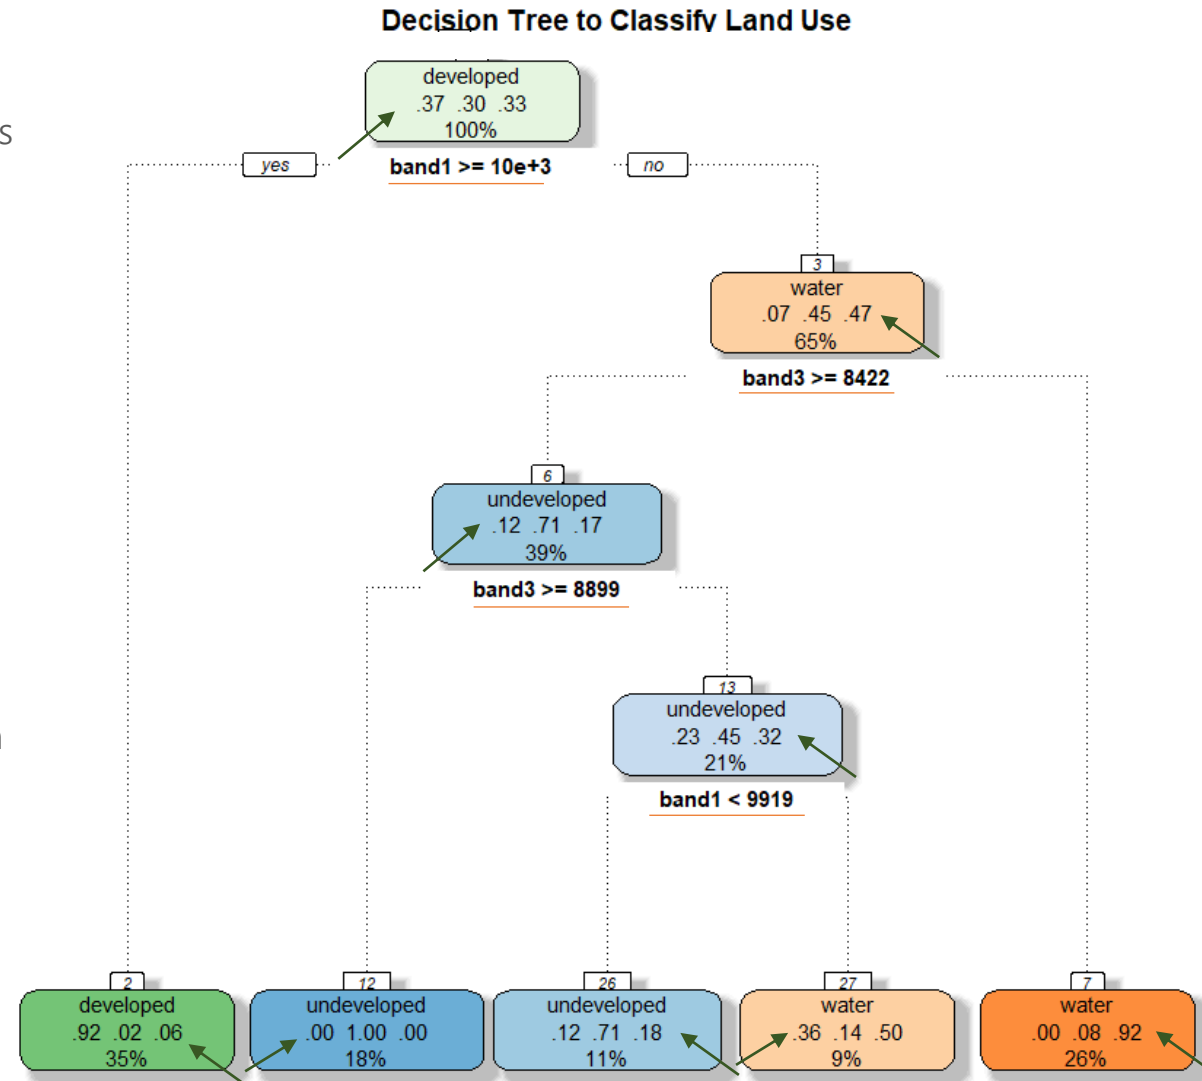 Decision Tree to Classify Land Use
developed
.37 .30 .33
100%
s
yes
band1 >= 10e+3
no
3
water
.07 .45 .47
65%
band3 >= 8422
6
undeveloped
.12 .71 .17
39%
band3 >= 8899
13
undeveloped
.23 .45 .32
21%
band1 < 9919
2
developed
.92 .02 .06
35%
12
undeveloped
.00 1.00 .00
18%
26
undeveloped
.12 .71 .18
11%
27
water
.36 .14 .50
9%
7
water
.00 .08 .92
26%